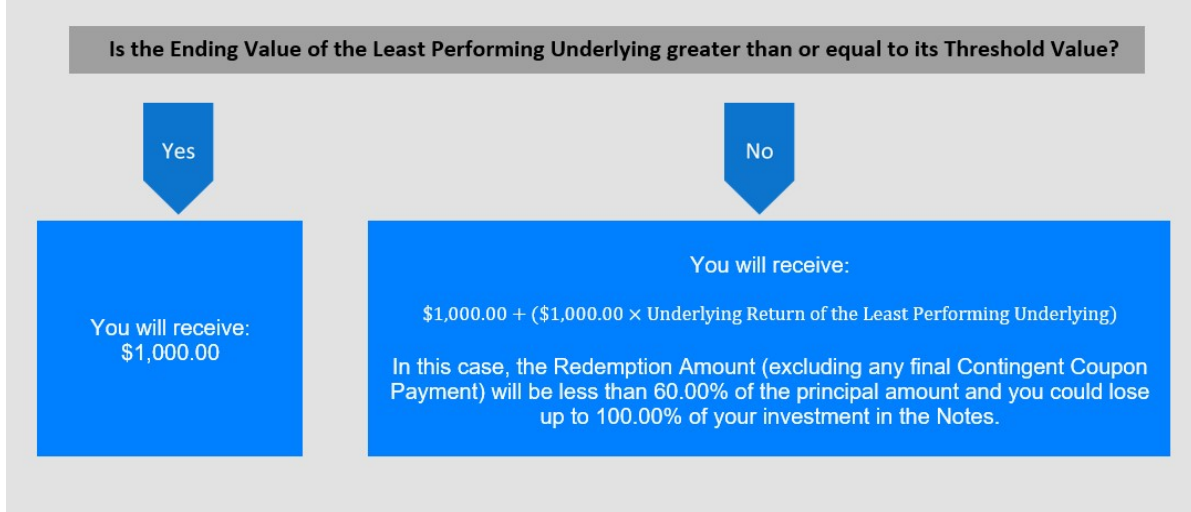 Is the Ending Value of the Least Performing Underlying greater than or equal to its Threshold Value?
Yes
No
You will receive:
$1,000.00
You will receive:
$1,000.00 + ($1,000.00 × Underlying Return of the Least Performing Underlying)
In this case, the Redemption Amount (excluding any final Contingent Coupon
Payment) will be less than 60.00% of the principal amount and you could lose
up to 100.00% of your investment in the Notes.